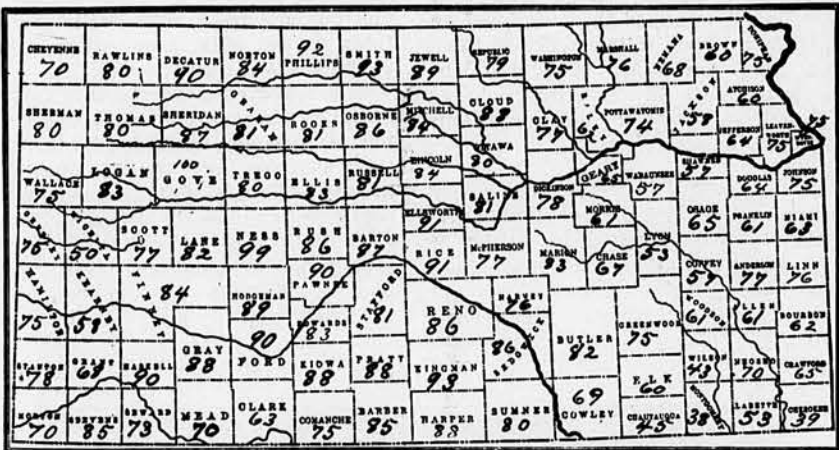 CHEYENNE 70
RAWLINS 80
DECATUR 90
NORTON 84
92 PHILLIPS
SMITH 93
JEWELL 89
REPUBLIC 79
WASHINGTON 75
MARSHALL 76
NEMAHA 68
BROWN 60
DONIPHAN 75
SHERMAN 80
THOMAS 80
SHERIDAN 87
GRAHAM 81
ROOKS 81
OSBORNE 86
MITCHELL 84
CLOUD 88
CLAY 77
RILEY
POTTAWATOMIE 74
JACKSON 58
ATCHISON 60
JEFFERSON 64
LEAVENWORTH 75
75
WALLACE 75
LOGAN 83
100 GOVE
TREGO 80
ELLIS 83
RUSSELL 81
LINCOLN 84
OTTAWA 80
SALINE 81
DICKINSON 78
GEARY
WABAUNSEE 57
SHAWNEE 57
DOUGLAS 64
JOHNSON 75
GREELEY 75
WICHITA 50
SCOTT 77
LANE 82
NESS 99
RUSH 86
BARTON 87
ELLSWORTH 91
RICE 91
McPHERSON 77
MARION 83
MORRIS 61
CHASE 67
LYON 53
OSAGE 65
FRANKLIN 61
MIAMI 63
HAMILTON 75
KEARNEY 59
FINNEY 84
HODGEMAN 89
90 PAWNEE
STAFFORD 81
RENO 86
HARVEY 76
BUTLER 82
GREENWOOD 75
COFFEY 57
ANDERSON 77
LINN 76
WOODSON 61
ALLEN 61
BOURBON 62
STANTON 78
GRANT 69
HASKELL 90
GRAY 88
90 FORD
EDWARDS 83
KIOWA 88
PRATT 88
KINGMAN 93
86 SEDGWICK
ELK 60
WILSON 43
NEOSHO 70
CRAWFORD 65
MORTON 70
STEVENS 85
SEWARD 73
MEAD 70
CLARK 63
COMANCHE 75
BARBER 85
HARPER 88
SUMNER 80
69 COWLEY
CHAUTAUQUA 45
MONTGOMERY 38
LABETTE 53
CHEROKEE 39